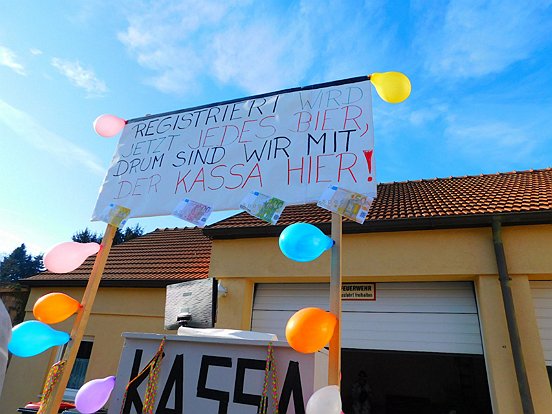 REGISTRIERT WIRD
JETZT JEDES BIER,
DRUM SIND WIR MIT
DER KASSA HIER!
FEUERWEHR
KASSA